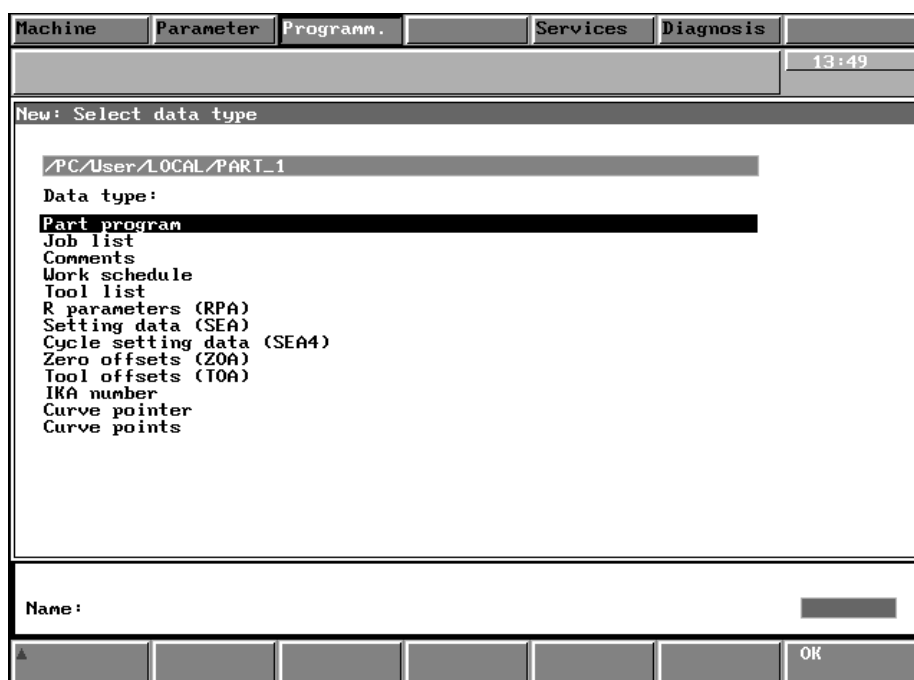 Machine Parameter Programm. Services Diagnosis
13:49
New: Select data type
/PC/User/LOCAL/PART_1
Data type:
Part program
Job list
Comments
Work schedule
Tool list
R parameters (RPA)
Setting data (SEA)
Cycle setting data (SEA4)
Zero offsets (ZOA)
Tool offsets (TOA)
IKA number
Curve pointer
Curve points
Name:
OK